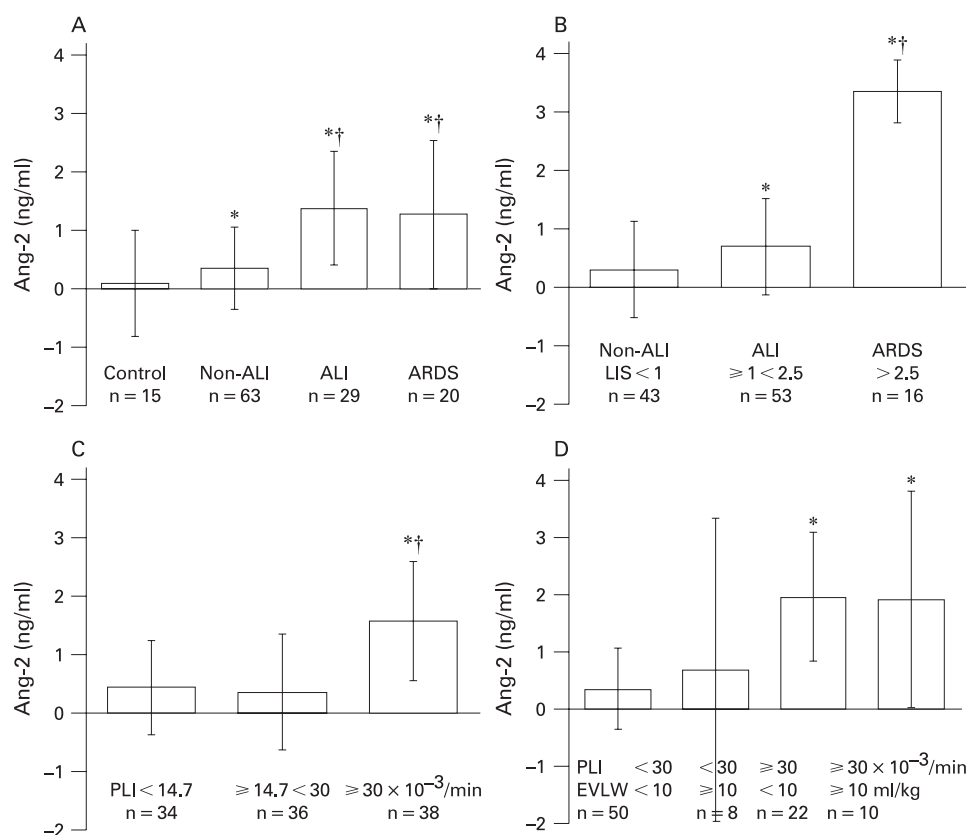 A
Ang-2 (ng/ml)
4
3
2
1
0
–1
–2
*
*†
*†
Control
Non-ALI
ALI
ARDS
n = 15
n = 63
n = 29
n = 20
B
Ang-2 (ng/ml)
4
3
2
1
0
–1
–2
*
*†
Non-ALI
ALI
ARDS
LIS < 1
⩾ 1 < 2.5
> 2.5
n = 43
n = 53
n = 16
C
Ang-2 (ng/ml)
4
3
2
1
0
–1
–2
*†
PLI < 14.7
⩾ 14.7 < 30
⩾ 30 × 10⁻³/min
n = 34
n = 36
n = 38
D
Ang-2 (ng/ml)
4
3
2
1
0
–1
–2
*
*
PLI < 30 < 30 ⩾ 30 ⩾ 30 × 10⁻³/min
EVLW < 10 ⩾ 10 < 10 ⩾ 10 ml/kg
n = 50 n = 8 n = 22 n = 10